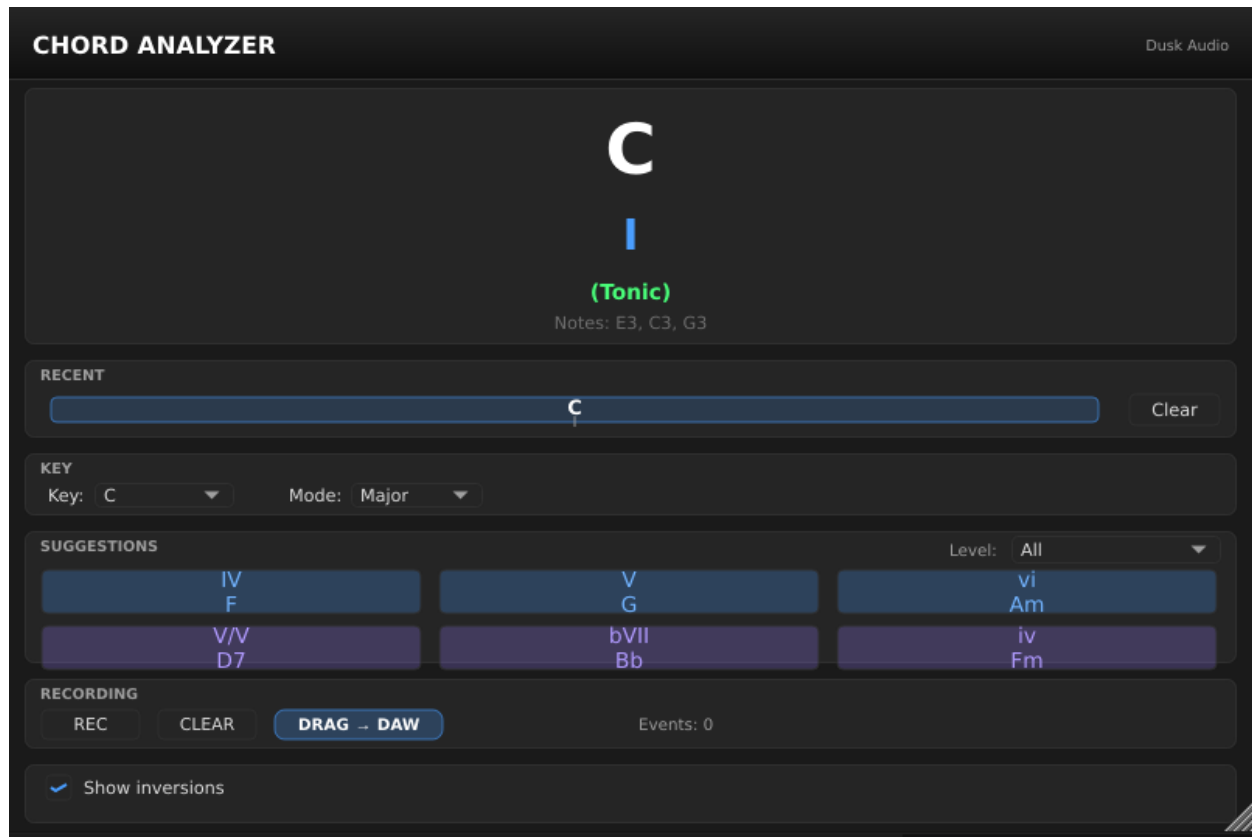 CHORD ANALYZER
Dusk Audio
C
I
(Tonic)
Notes: E3, C3, G3
RECENT
C
I
Clear
KEY
Key: C Mode: Major
SUGGESTIONS
Level: All
IV V vi
F G Am
V/V bVII iv
D7 Bb Fm
RECORDING
REC CLEAR DRAG → DAW Events: 0
Show inversions